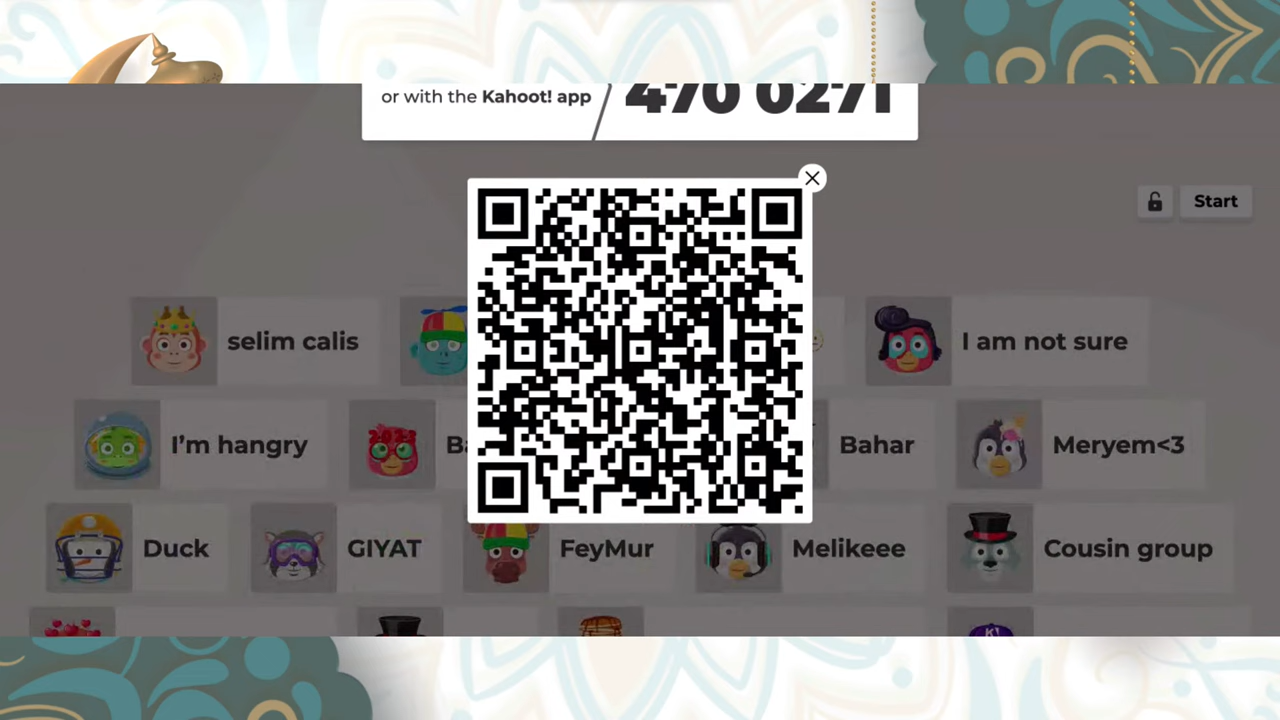 or with the Kahoot! app
470 0271
Start
selim calis
I am not sure
I'm hangry
Bahar
Meryem<3
Duck
GIYAT
FeyMur
Melikeee
Cousin group